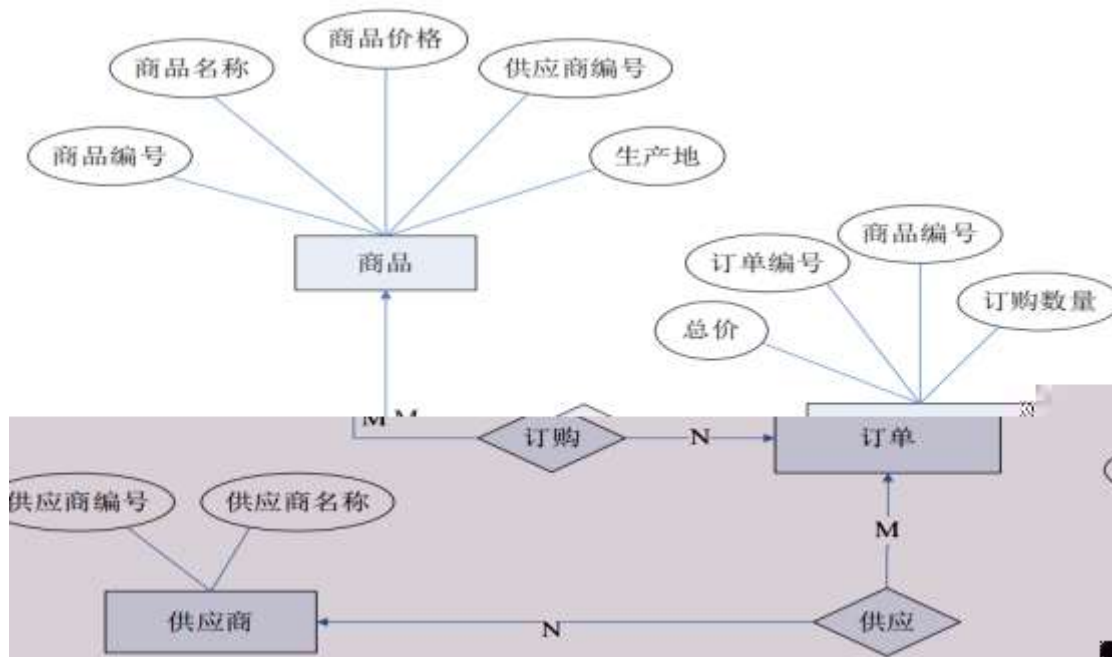 商品价格
商品名称
供应商编号
商品编号
生产地
商品
商品编号
订单编号
订购数量
总价
M
订购
N
订单
供应商编号
供应商名称
M
供应商
N
供应